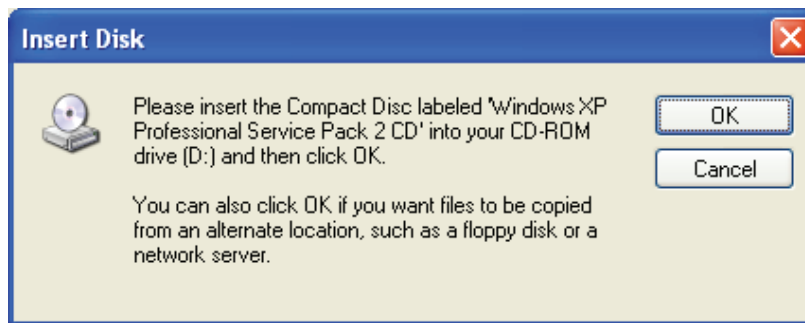 Insert Disk
Please insert the Compact Disc labeled 'Windows XP
Professional Service Pack 2 CD' into your CD-ROM
drive (D:) and then click OK.
You can also click OK if you want files to be copied
from an alternate location, such as a floppy disk or a
network server.
OK
Cancel